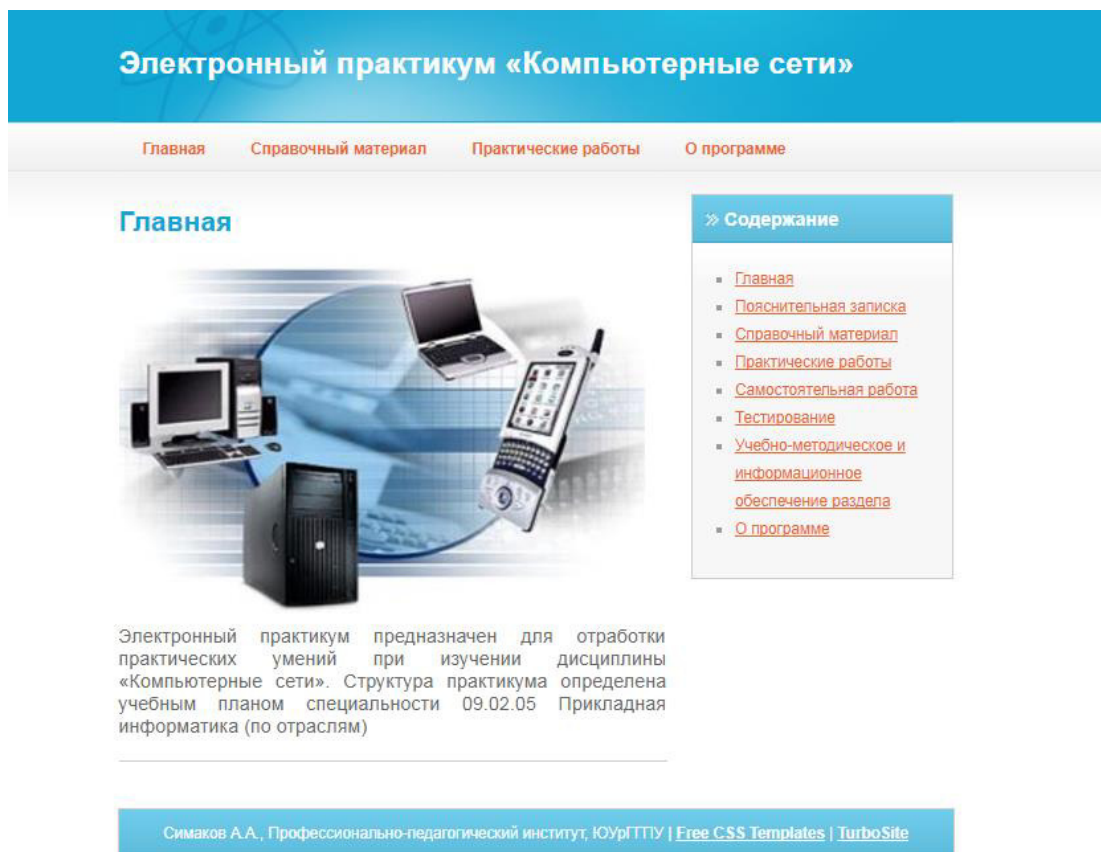 Электронный практикум «Компьютерные сети»
Главная Справочный материал Практические работы О программе
Главная
Электронный практикум предназначен для отработки
практических умений при изучении дисциплины
«Компьютерные сети». Структура практикума определена
учебным планом специальности 09.02.05 Прикладная
информатика (по отраслям)
» Содержание
Главная
Пояснительная записка
Справочный материал
Практические работы
Самостоятельная работа
Тестирование
Учебно-методическое и
информационное
обеспечение раздела
О программе
Симаков А.А., Профессионально-педагогический институт, ЮУрГГПУ | Free CSS Templates | TurboSite